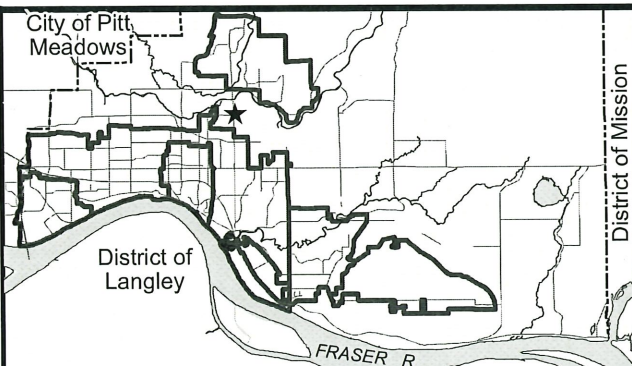 City of Pitt
Meadows
District of Mission
District of
Langley
FRASER R